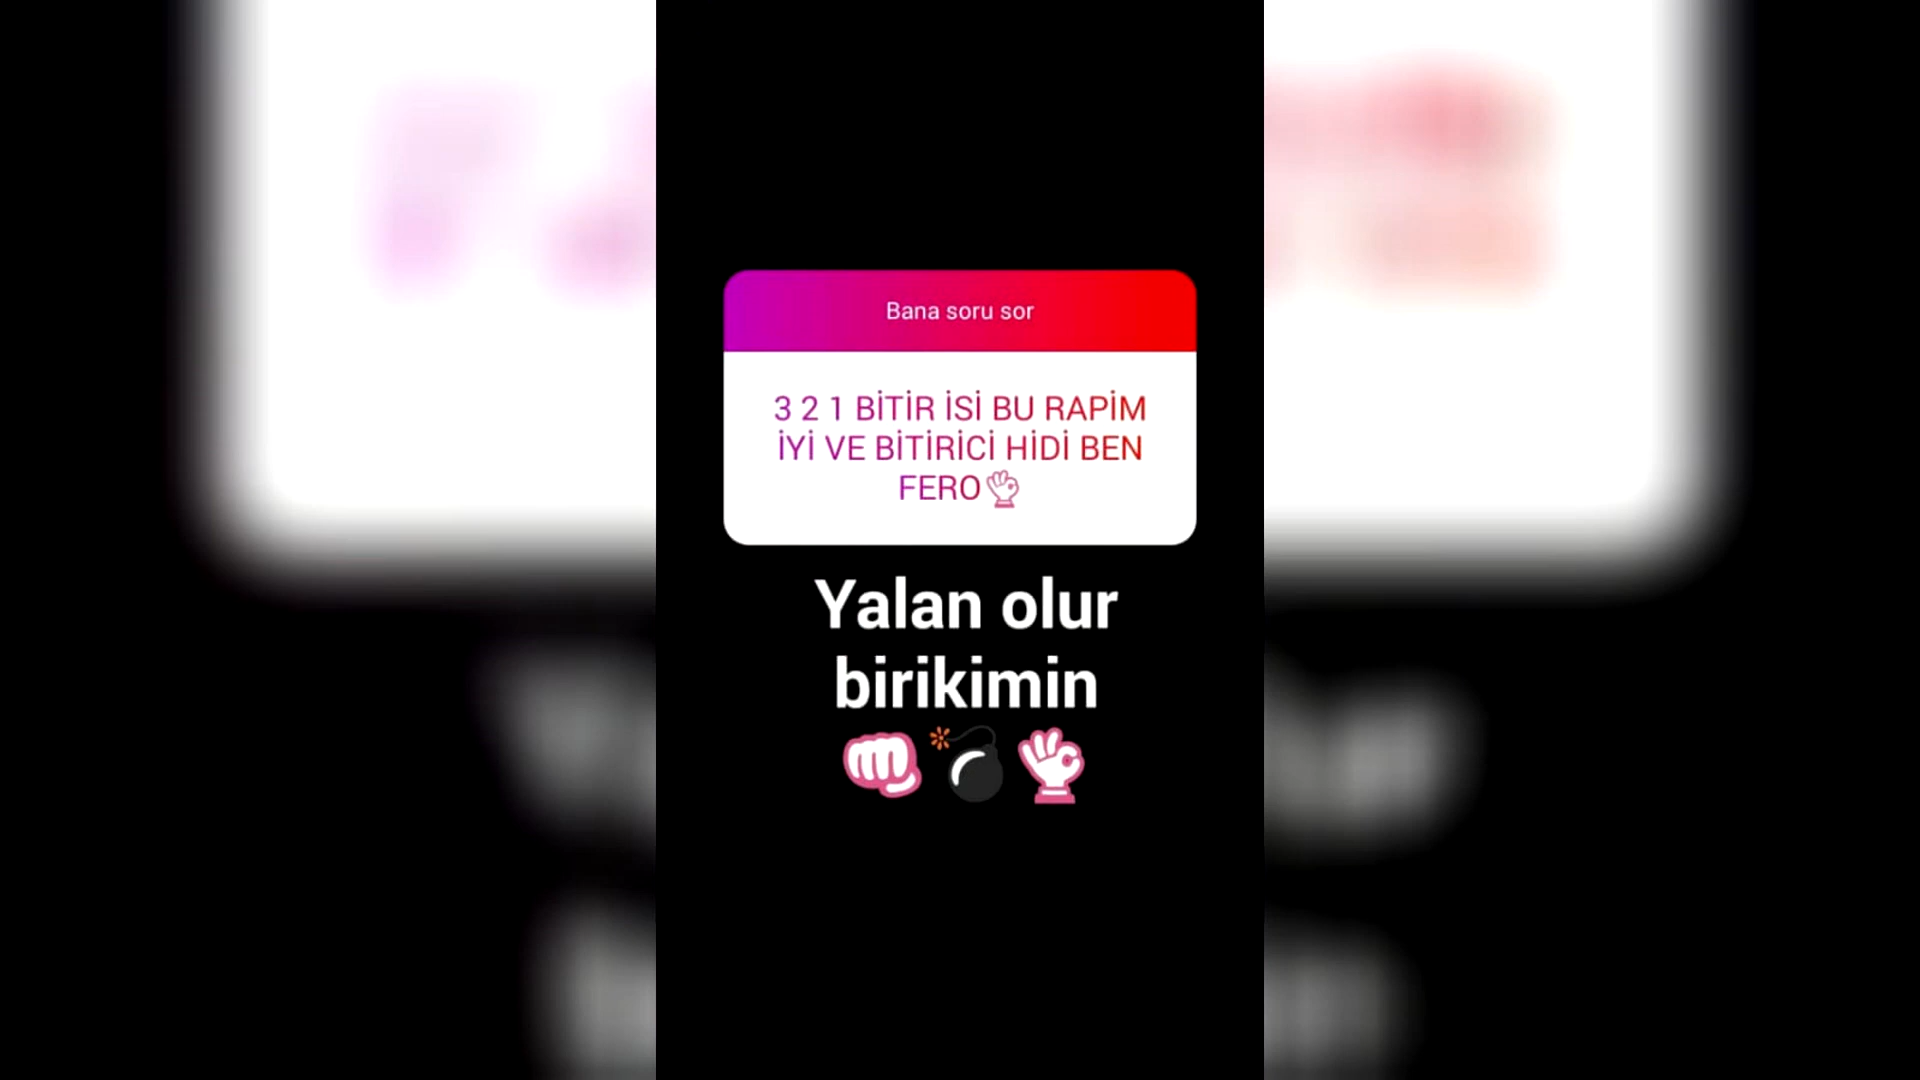 Bana soru sor
3 2 1 BİTİR İSİ BU RAPİM
İYİ VE BİTİRİCİ HİDİ BEN
FERO👌
Yalan olur
birikimin
👊💣👌